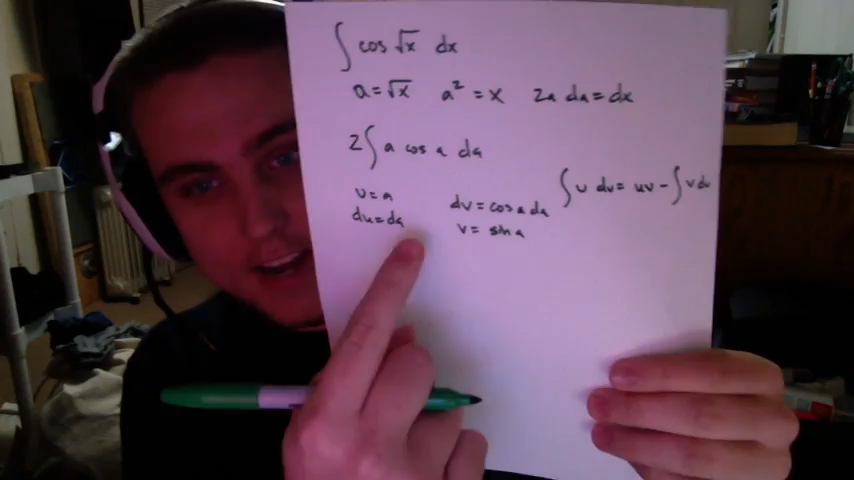 ∫ cos √x dx
a = √x a² = x 2a da = dx
2∫ a cos a da
u = a dv = cos a da ∫ u dv = uv - ∫ v du
du = da v = sin a